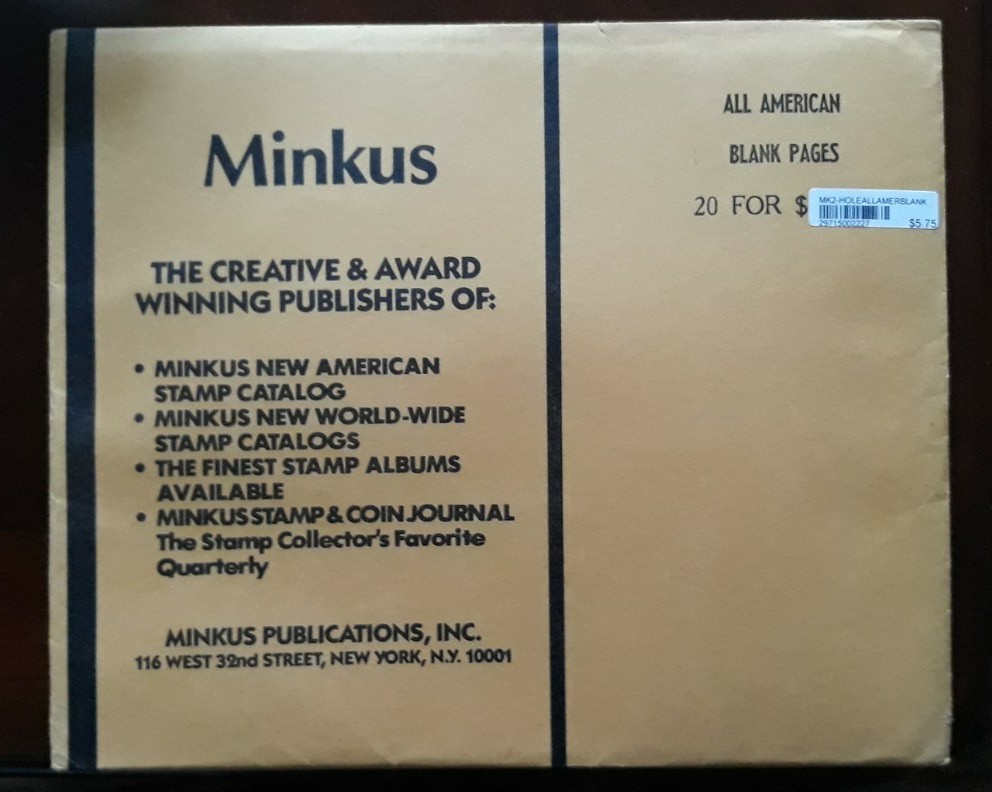 Minkus
THE CREATIVE & AWARD
WINNING PUBLISHERS OF:
• MINKUS NEW AMERICAN
STAMP CATALOG
• MINKUS NEW WORLD-WIDE
STAMP CATALOGS
• THE FINEST STAMP ALBUMS
AVAILABLE
• MINKUS STAMP & COIN JOURNAL
The Stamp Collector's Favorite
Quarterly
MINKUS PUBLICATIONS, INC.
116 WEST 32nd STREET, NEW YORK, N.Y. 10001
ALL AMERICAN
BLANK PAGES
20 FOR $
MK2-HOLEALLAMERBLANK
$5.75